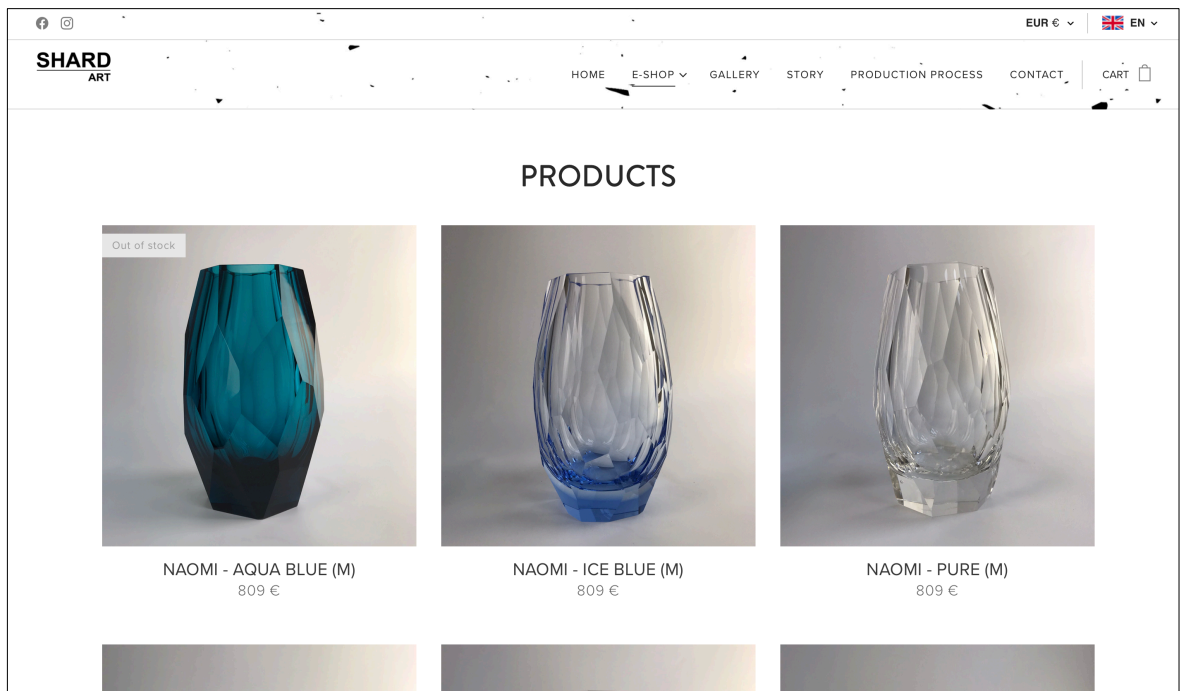 EUR € EN
SHARD
ART
HOME E-SHOP GALLERY STORY PRODUCTION PROCESS CONTACT CART
PRODUCTS
Out of stock
NAOMI - AQUA BLUE (M)
809 €
NAOMI - ICE BLUE (M)
809 €
NAOMI - PURE (M)
809 €